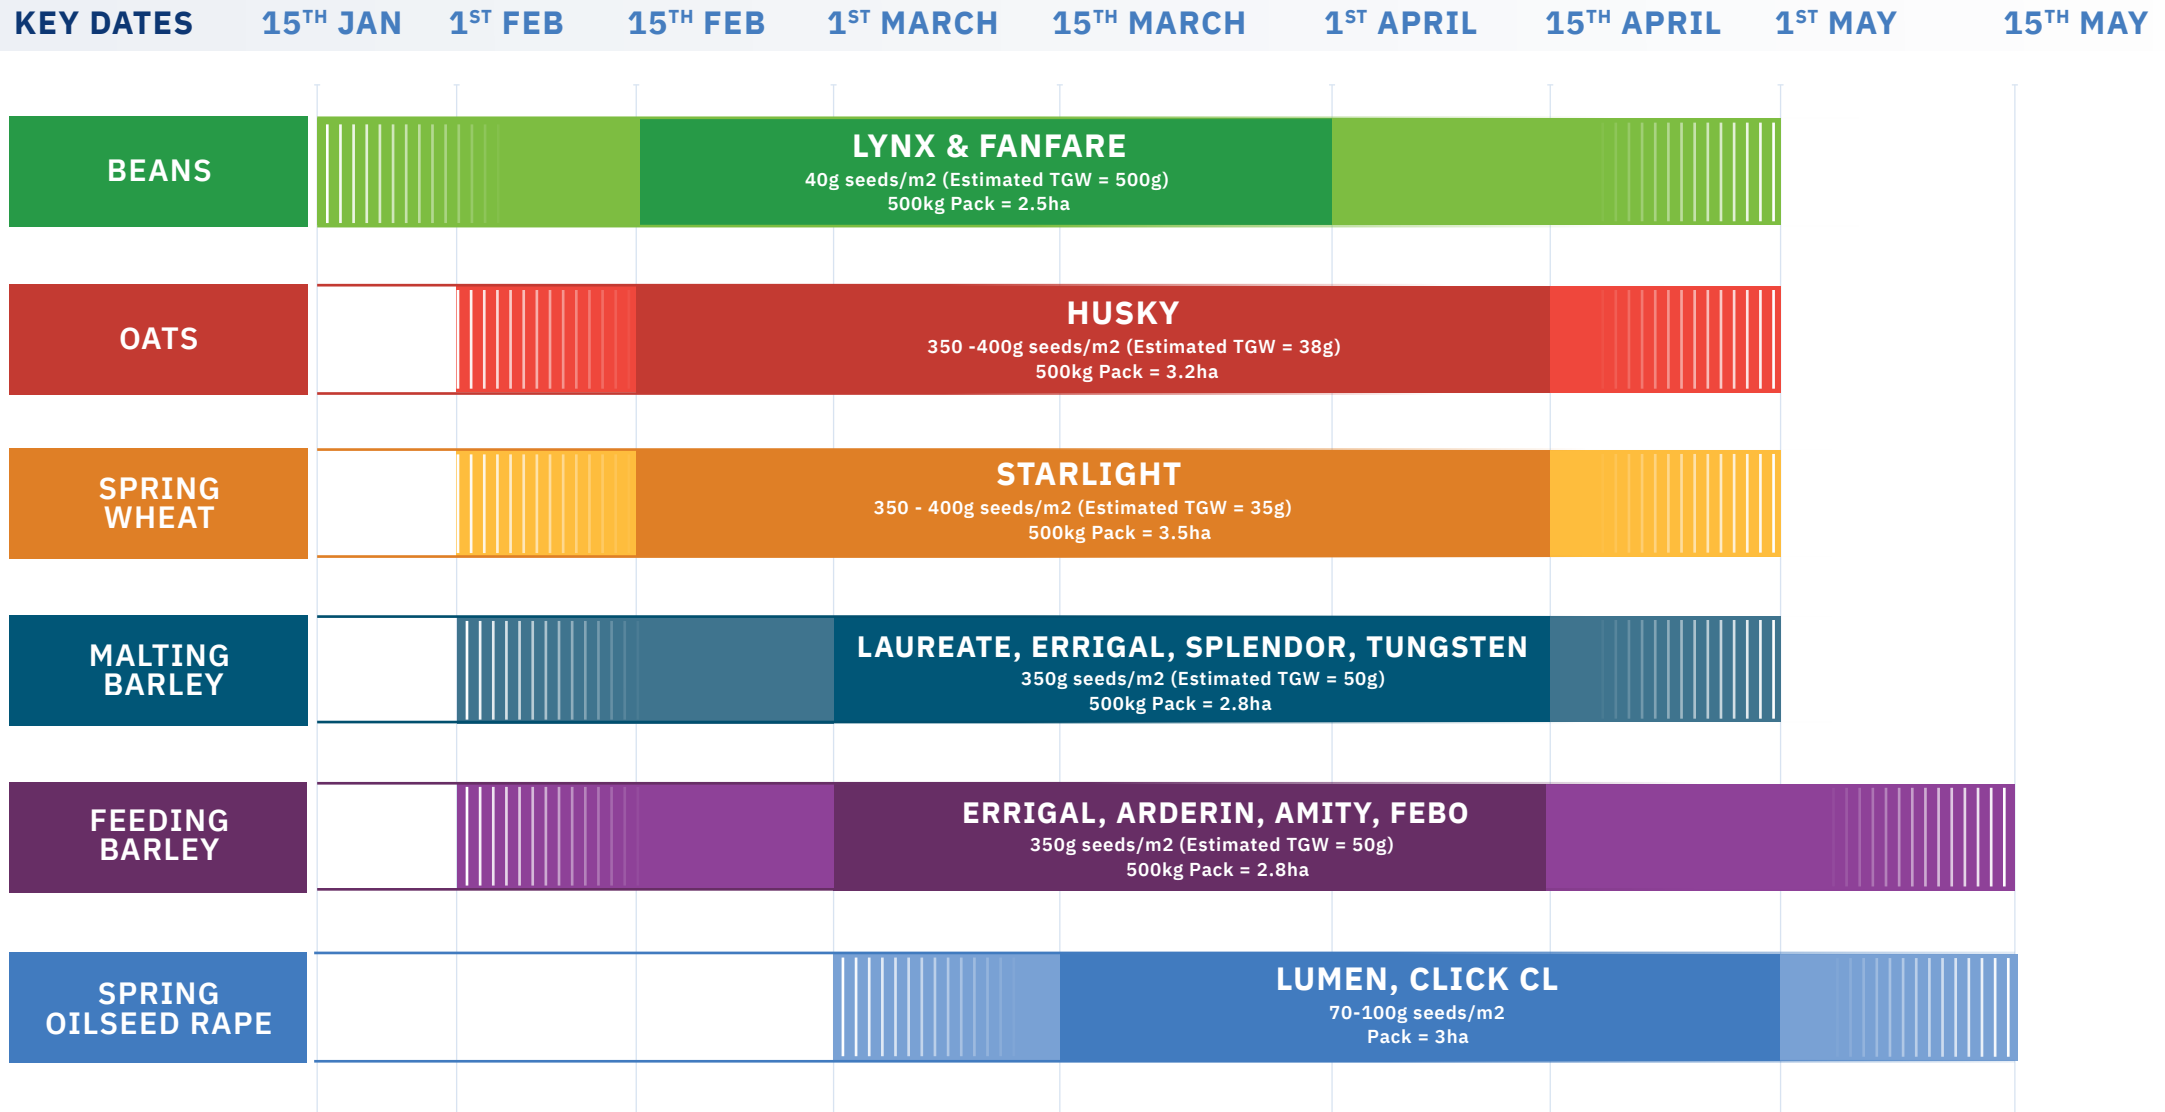 KEY DATES 15TH JAN 1ST FEB 15TH FEB 1ST MARCH 15TH MARCH 1ST APRIL 15TH APRIL 1ST MAY 15TH MAY
BEANS
LYNX & FANFARE
40g seeds/m2 (Estimated TGW = 500g)
500kg Pack = 2.5ha
OATS
HUSKY
350 -400g seeds/m2 (Estimated TGW = 38g)
500kg Pack = 3.2ha
SPRING
WHEAT
STARLIGHT
350 - 400g seeds/m2 (Estimated TGW = 35g)
500kg Pack = 3.5ha
MALTING
BARLEY
LAUREATE, ERRIGAL, SPLENDOR, TUNGSTEN
350g seeds/m2 (Estimated TGW = 50g)
500kg Pack = 2.8ha
FEEDING
BARLEY
ERRIGAL, ARDERIN, AMITY, FEBO
350g seeds/m2 (Estimated TGW = 50g)
500kg Pack = 2.8ha
SPRING
OILSEED RAPE
LUMEN, CLICK CL
70-100g seeds/m2
Pack = 3ha